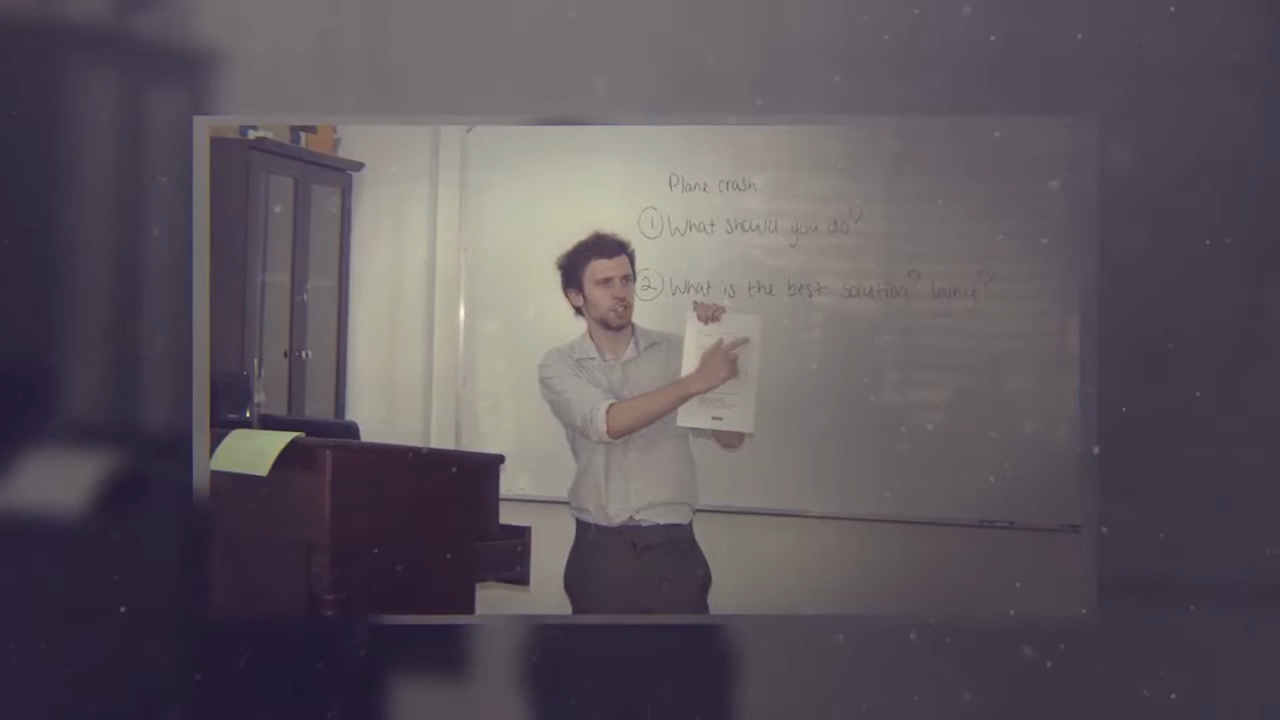 Plane crash
① What should you do?
② What is the best solution? Why?